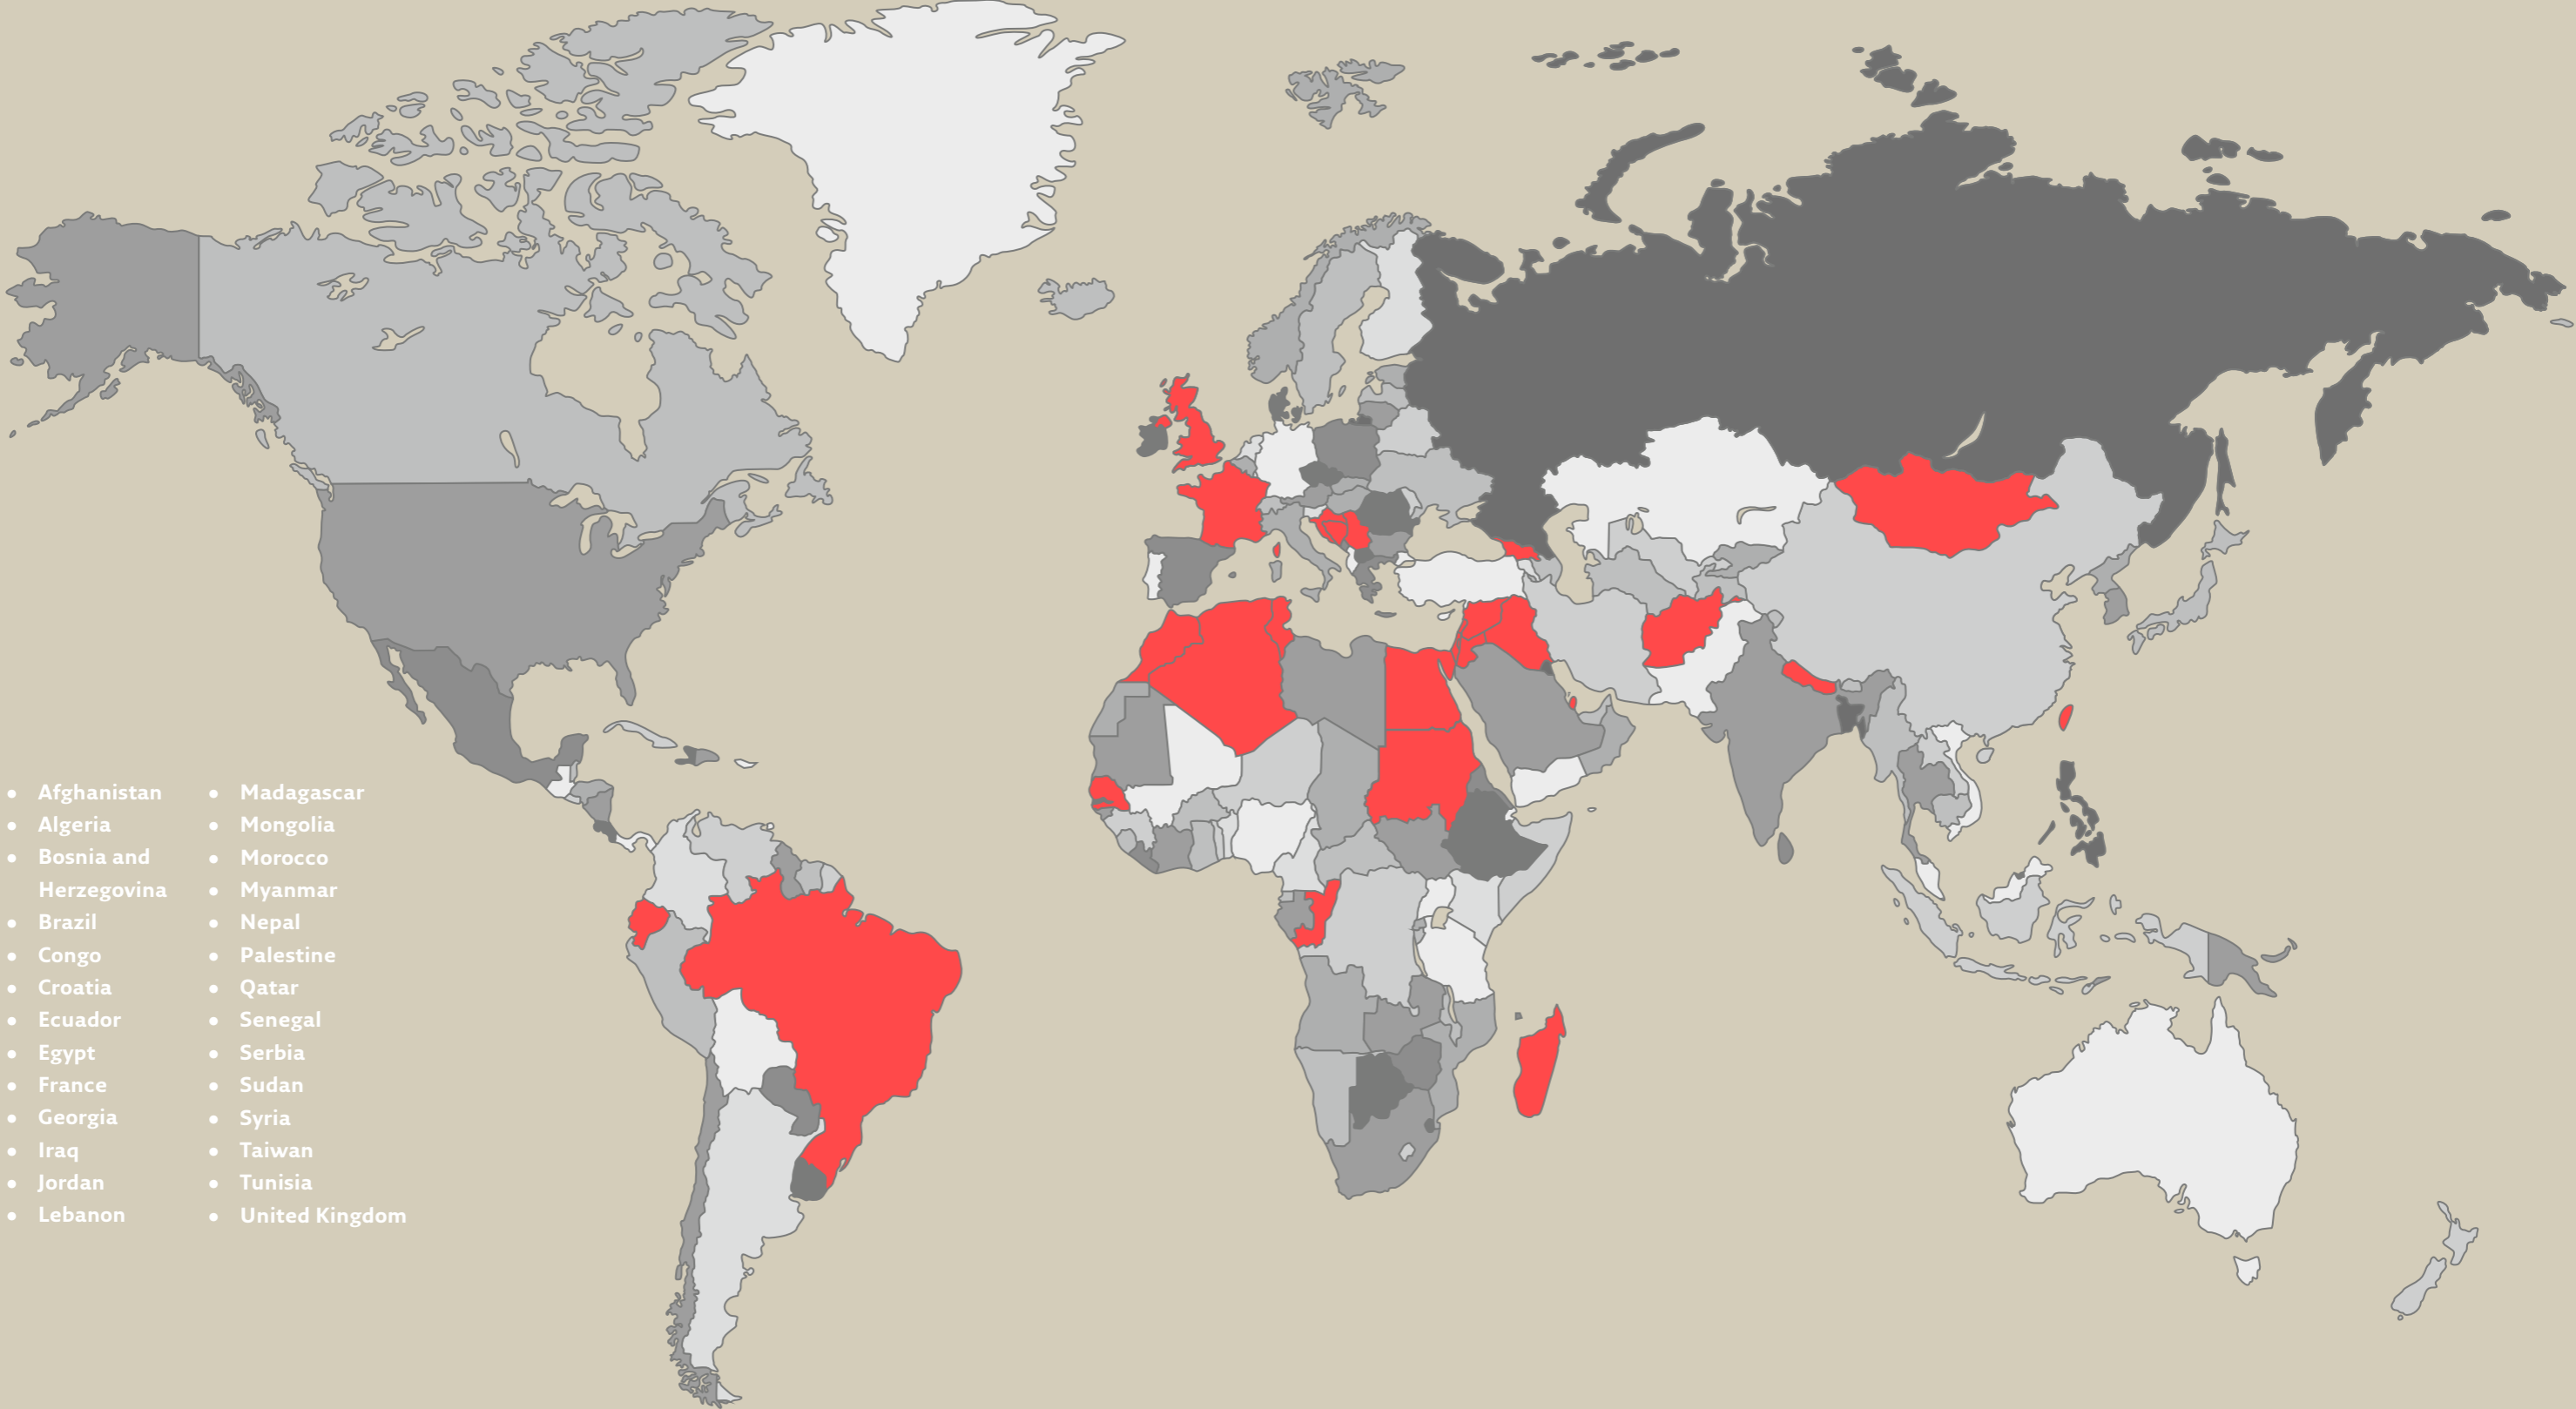 • Afghanistan
• Algeria
• Bosnia and
Herzegovina
• Brazil
• Congo
• Croatia
• Ecuador
• Egypt
• France
• Georgia
• Iraq
• Jordan
• Lebanon
• Madagascar
• Mongolia
• Morocco
• Myanmar
• Nepal
• Palestine
• Qatar
• Senegal
• Serbia
• Sudan
• Syria
• Taiwan
• Tunisia
• United Kingdom